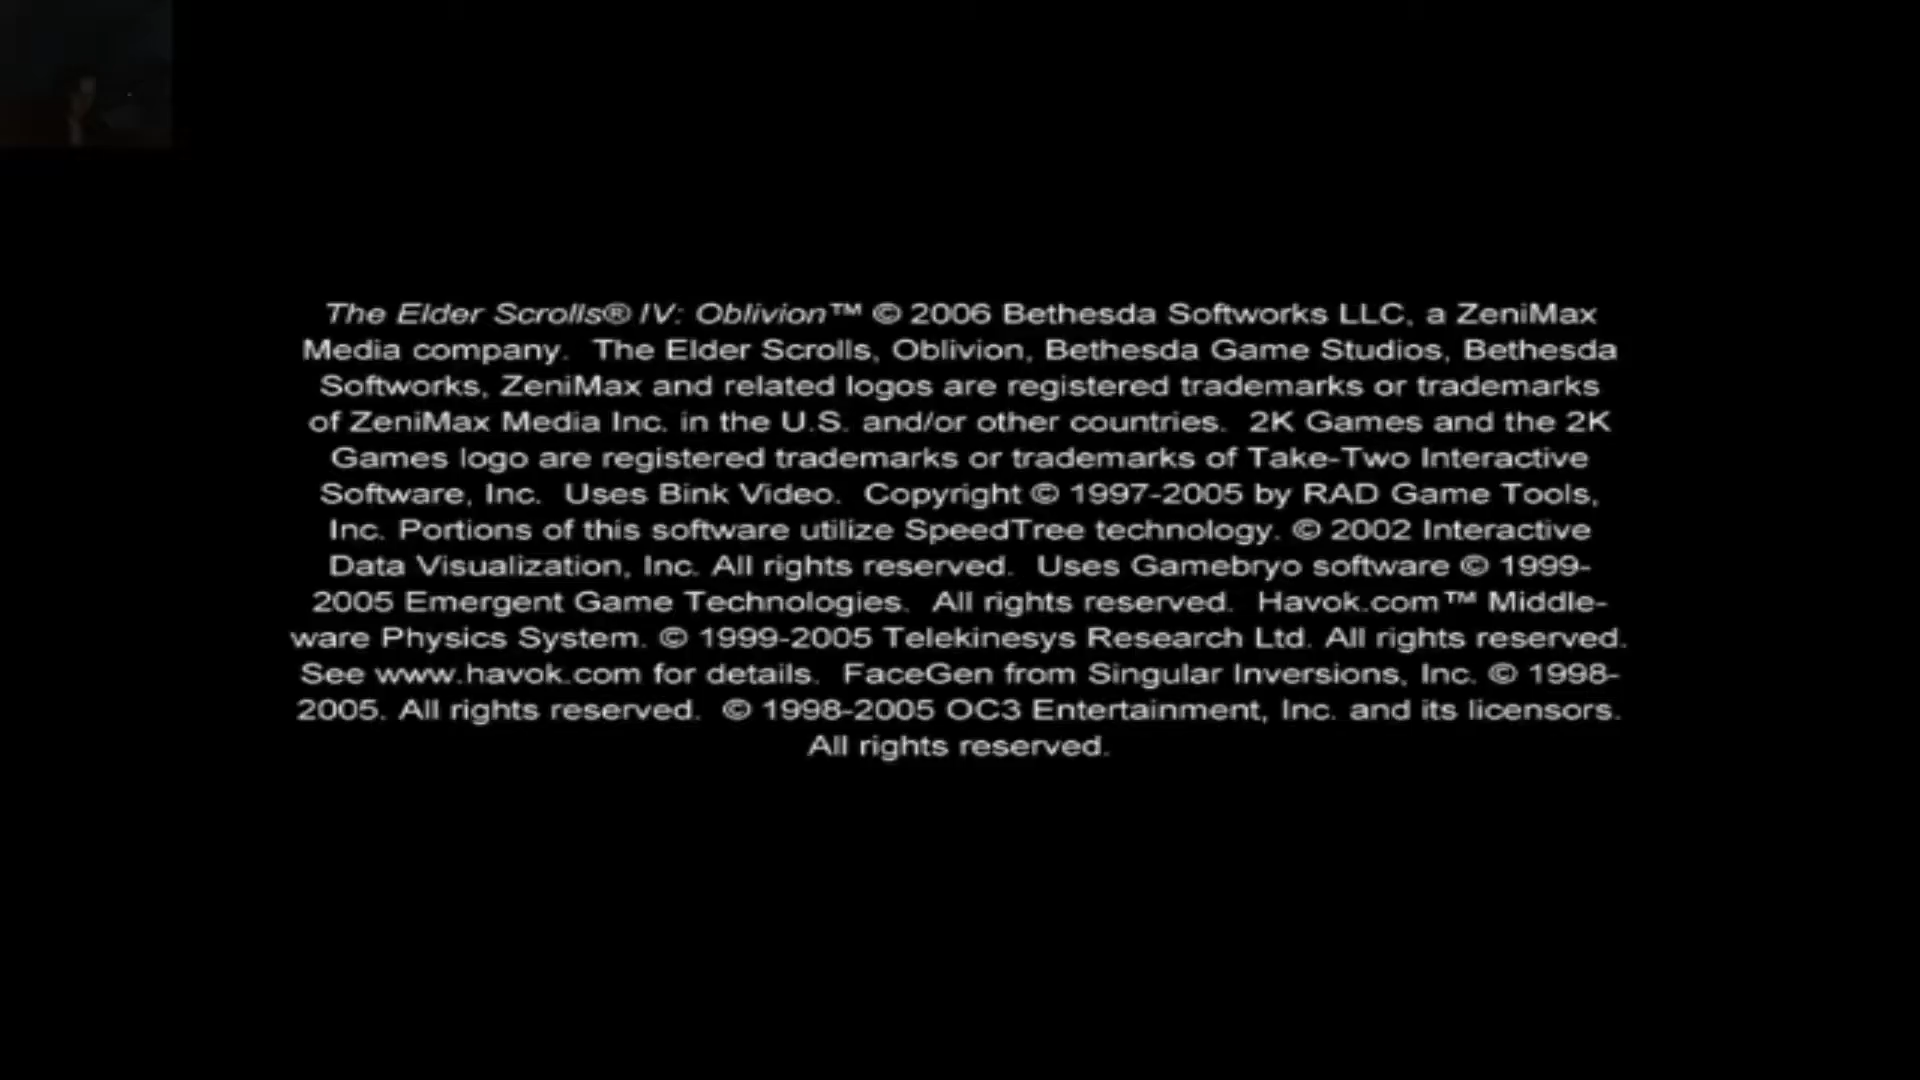 The Elder Scrolls® IV: Oblivion™ © 2006 Bethesda Softworks LLC, a ZeniMax
Media company.  The Elder Scrolls, Oblivion, Bethesda Game Studios, Bethesda
Softworks, ZeniMax and related logos are registered trademarks or trademarks
of ZeniMax Media Inc. in the U.S. and/or other countries.  2K Games and the 2K
Games logo are registered trademarks or trademarks of Take-Two Interactive
Software, Inc.  Uses Bink Video.  Copyright © 1997-2005 by RAD Game Tools,
Inc. Portions of this software utilize SpeedTree technology. © 2002 Interactive
Data Visualization, Inc. All rights reserved.  Uses Gamebryo software © 1999-
2005 Emergent Game Technologies.  All rights reserved.  Havok.com™ Middle-
ware Physics System. © 1999-2005 Telekinesys Research Ltd. All rights reserved.
See www.havok.com for details.  FaceGen from Singular Inversions, Inc. © 1998-
2005. All rights reserved.  © 1998-2005 OC3 Entertainment, Inc. and its licensors.
All rights reserved.